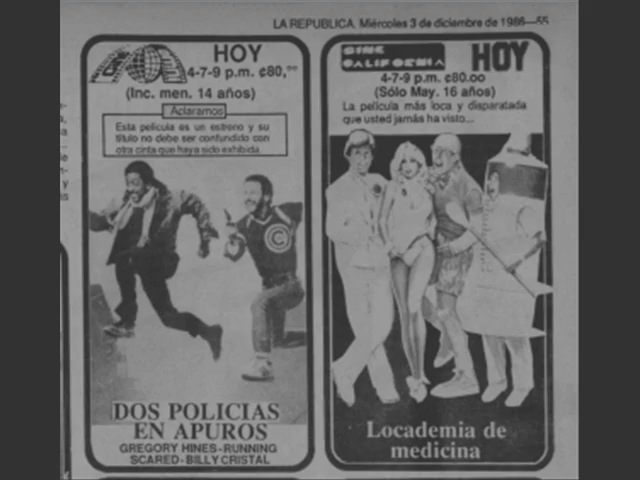 LA REPUBLICA. Miércoles 3 de diciembre de 1986—55
HOY
4-7-9 p.m. ¢80,oo
(Inc. men. 14 años)
Aclaramos
Esta película es un estreno y su
título no debe ser confundido con
otra cinta que haya sido exhibida.
DOS POLICIAS
EN APUROS
GREGORY HINES-RUNNING
SCARED-BILLY CRISTAL
CINE
CALIFORNIA
HOY
4-7-9 p.m. ¢80.oo
(Sólo May. 16 años)
La película más loca y disparatada
que usted jamás ha visto...
Locademia de
medicina